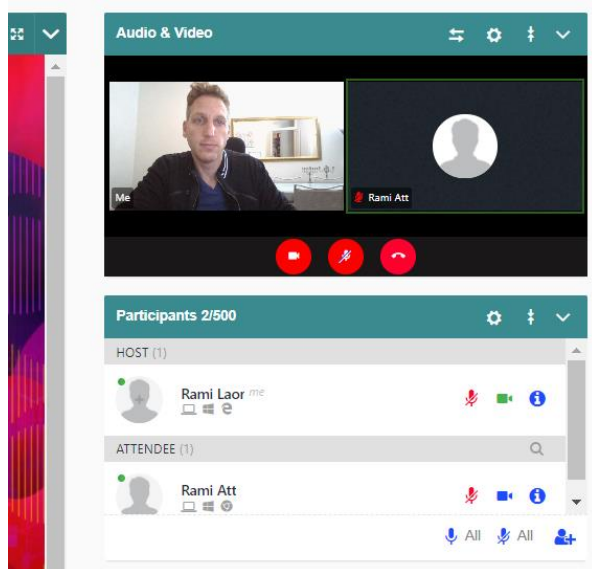 Audio & Video
Me
Rami Att
Participants 2/500
HOST (1)
Rami Laor me
ATTENDEE (1)
Rami Att
All All